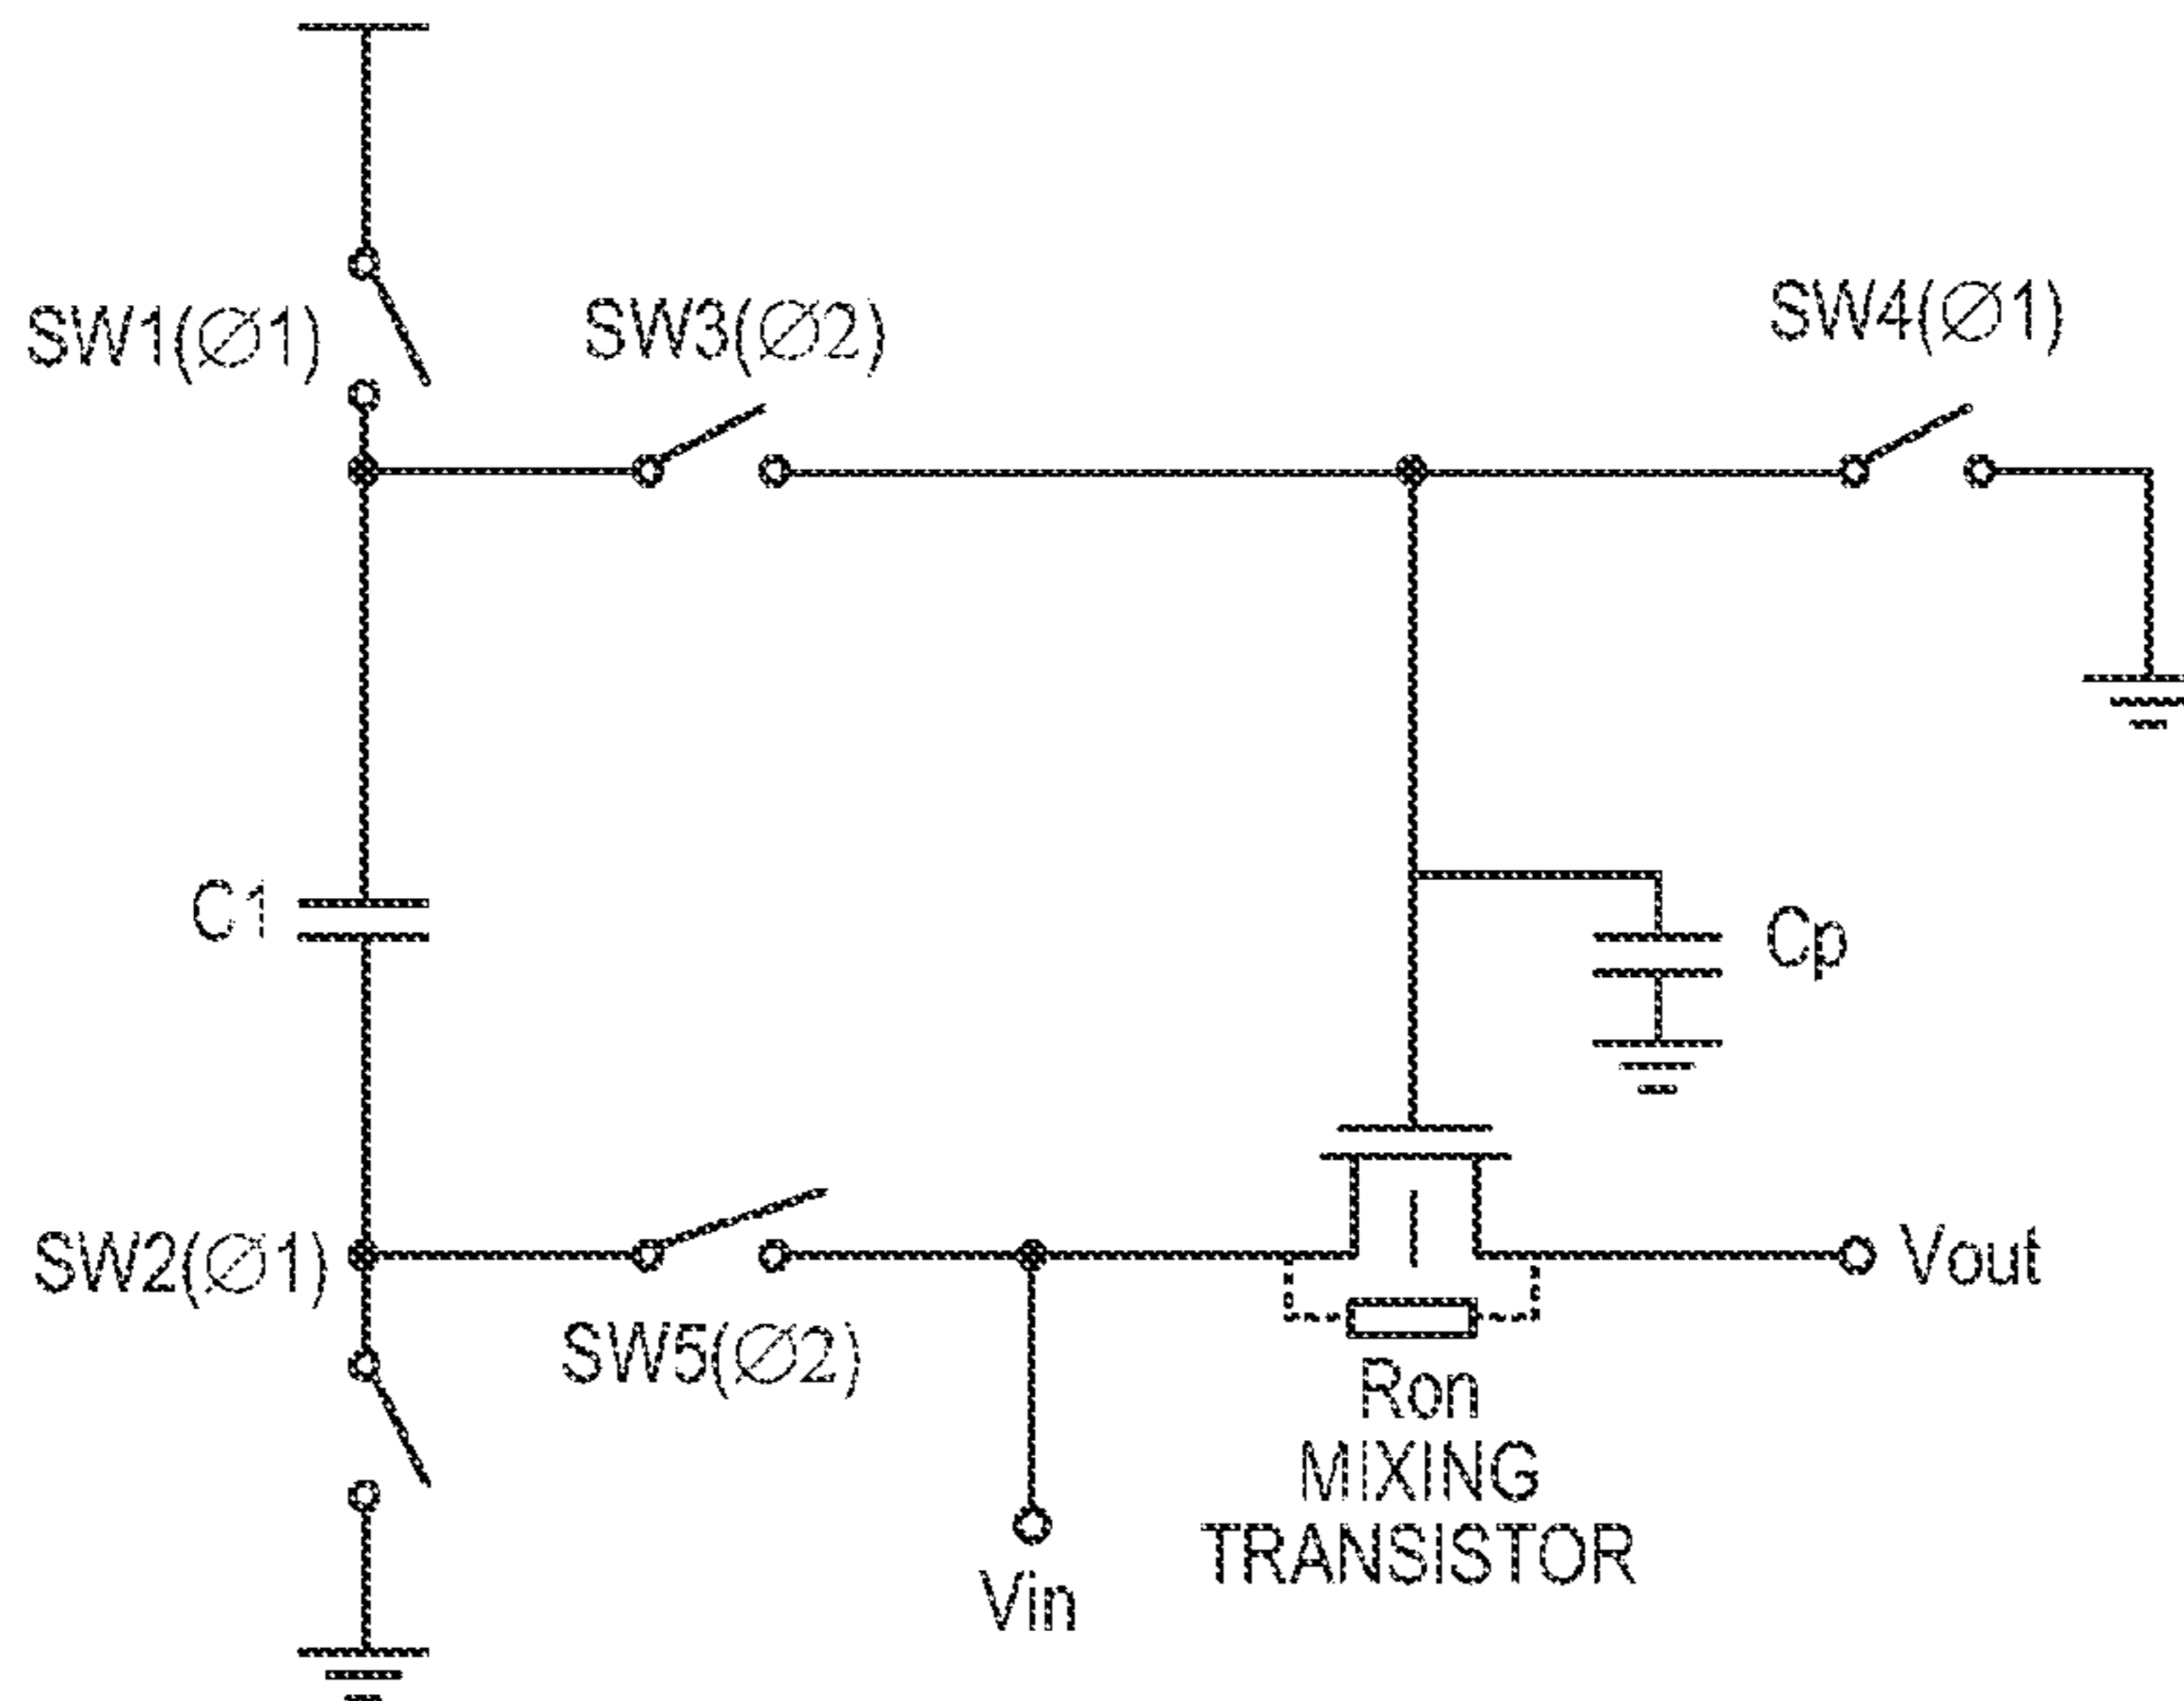 SW1(∅1)
SW3(∅2)
SW4(∅1)
C1
Cp
SW2(∅1)
SW5(∅2)
Vout
Ron
MIXING
TRANSISTOR
Vin